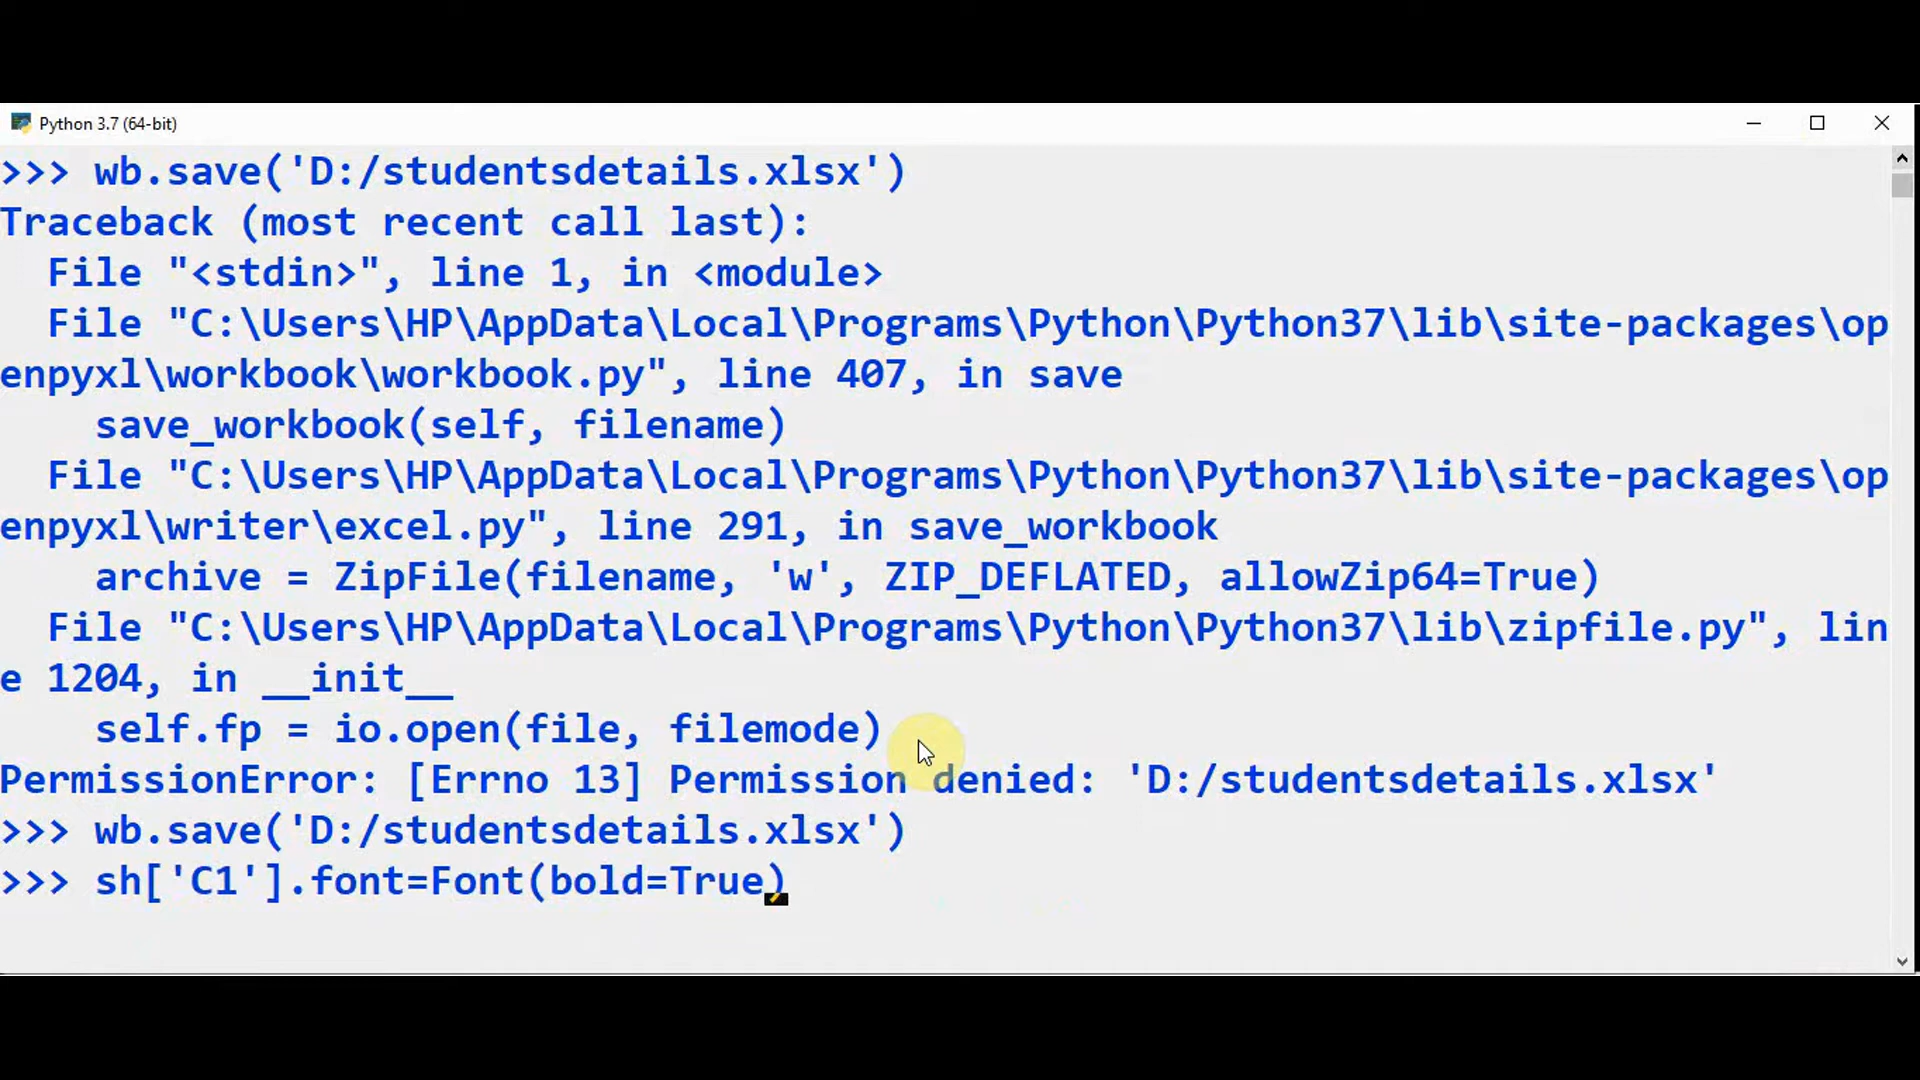 Python 3.7 (64-bit)
>>> wb.save('D:/studentsdetails.xlsx')
Traceback (most recent call last):
  File "<stdin>", line 1, in <module>
  File "C:\Users\HP\AppData\Local\Programs\Python\Python37\lib\site-packages\op
enpyxl\workbook\workbook.py", line 407, in save
    save_workbook(self, filename)
  File "C:\Users\HP\AppData\Local\Programs\Python\Python37\lib\site-packages\op
enpyxl\writer\excel.py", line 291, in save_workbook
    archive = ZipFile(filename, 'w', ZIP_DEFLATED, allowZip64=True)
  File "C:\Users\HP\AppData\Local\Programs\Python\Python37\lib\zipfile.py", lin
e 1204, in __init__
    self.fp = io.open(file, filemode)
PermissionError: [Errno 13] Permission denied: 'D:/studentsdetails.xlsx'
>>> wb.save('D:/studentsdetails.xlsx')
>>> sh['C1'].font=Font(bold=True)